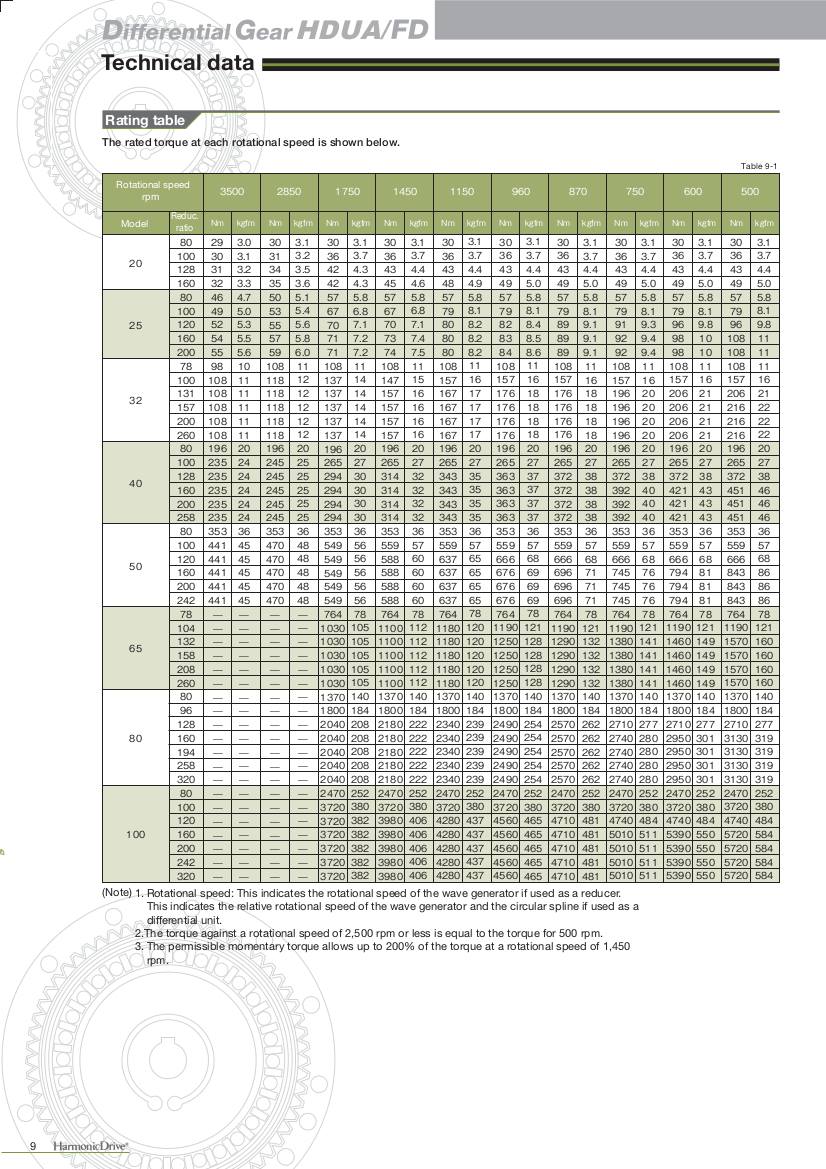 Differential Gear HDUA/FD
Technical data
Rating table
The rated torque at each rotational speed is shown below.
Table 9-1
Rotational speed rpm 3500 2850 1750 1450 1150 960 870 750 600 500
Model Reduc. ratio Nm kgfm Nm kgfm Nm kgfm Nm kgfm Nm kgfm Nm kgfm Nm kgfm Nm kgfm Nm kgfm Nm kgfm
20
80 29 3.0 30 3.1 30 3.1 30 3.1 30 3.1 30 3.1 30 3.1 30 3.1 30 3.1 30 3.1
100 30 3.1 31 3.2 36 3.7 36 3.7 36 3.7 36 3.7 36 3.7 36 3.7 36 3.7 36 3.7
128 31 3.2 34 3.5 42 4.3 43 4.4 43 4.4 43 4.4 43 4.4 43 4.4 43 4.4 43 4.4
160 32 3.3 35 3.6 42 4.3 45 4.6 48 4.9 49 5.0 49 5.0 49 5.0 49 5.0 49 5.0
25
80 46 4.7 50 5.1 57 5.8 57 5.8 57 5.8 57 5.8 57 5.8 57 5.8 57 5.8 57 5.8
100 49 5.0 53 5.4 67 6.8 67 6.8 79 8.1 79 8.1 79 8.1 79 8.1 79 8.1 79 8.1
120 52 5.3 55 5.6 70 7.1 70 7.1 80 8.2 82 8.4 89 9.1 91 9.3 96 9.8 96 9.8
160 54 5.5 57 5.8 71 7.2 73 7.4 80 8.2 83 8.5 89 9.1 92 9.4 98 10 108 11
200 55 5.6 59 6.0 71 7.2 74 7.5 80 8.2 84 8.6 89 9.1 92 9.4 98 10 108 11
32
78 98 10 108 11 108 11 108 11 108 11 108 11 108 11 108 11 108 11 108 11
100 108 11 118 12 137 14 147 15 157 16 157 16 157 16 157 16 157 16 157 16
131 108 11 118 12 137 14 157 16 167 17 176 18 176 18 196 20 206 21 206 21
157 108 11 118 12 137 14 157 16 167 17 176 18 176 18 196 20 206 21 216 22
200 108 11 118 12 137 14 157 16 167 17 176 18 176 18 196 20 206 21 216 22
260 108 11 118 12 137 14 157 16 167 17 176 18 176 18 196 20 206 21 216 22
40
80 196 20 196 20 196 20 196 20 196 20 196 20 196 20 196 20 196 20 196 20
100 235 24 245 25 265 27 265 27 265 27 265 27 265 27 265 27 265 27 265 27
128 235 24 245 25 294 30 314 32 343 35 363 37 372 38 372 38 372 38 372 38
160 235 24 245 25 294 30 314 32 343 35 363 37 372 38 392 40 421 43 451 46
200 235 24 245 25 294 30 314 32 343 35 363 37 372 38 392 40 421 43 451 46
258 235 24 245 25 294 30 314 32 343 35 363 37 372 38 392 40 421 43 451 46
50
80 353 36 353 36 353 36 353 36 353 36 353 36 353 36 353 36 353 36 353 36
100 441 45 470 48 549 56 559 57 559 57 559 57 559 57 559 57 559 57 559 57
120 441 45 470 48 549 56 588 60 637 65 666 68 666 68 666 68 666 68 666 68
160 441 45 470 48 549 56 588 60 637 65 676 69 696 71 745 76 794 81 843 86
200 441 45 470 48 549 56 588 60 637 65 676 69 696 71 745 76 794 81 843 86
242 441 45 470 48 549 56 588 60 637 65 676 69 696 71 745 76 794 81 843 86
65
78 — — — — 764 78 764 78 764 78 764 78 764 78 764 78 764 78 764 78
104 — — — — 1030 105 1100 112 1180 120 1190 121 1190 121 1190 121 1190 121 1190 121
132 — — — — 1030 105 1100 112 1180 120 1250 128 1290 132 1380 141 1460 149 1570 160
158 — — — — 1030 105 1100 112 1180 120 1250 128 1290 132 1380 141 1460 149 1570 160
208 — — — — 1030 105 1100 112 1180 120 1250 128 1290 132 1380 141 1460 149 1570 160
260 — — — — 1030 105 1100 112 1180 120 1250 128 1290 132 1380 141 1460 149 1570 160
80
80 — — — — 1370 140 1370 140 1370 140 1370 140 1370 140 1370 140 1370 140 1370 140
96 — — — — 1800 184 1800 184 1800 184 1800 184 1800 184 1800 184 1800 184 1800 184
128 — — — — 2040 208 2180 222 2340 239 2490 254 2570 262 2710 277 2710 277 2710 277
160 — — — — 2040 208 2180 222 2340 239 2490 254 2570 262 2740 280 2950 301 3130 319
194 — — — — 2040 208 2180 222 2340 239 2490 254 2570 262 2740 280 2950 301 3130 319
258 — — — — 2040 208 2180 222 2340 239 2490 254 2570 262 2740 280 2950 301 3130 319
320 — — — — 2040 208 2180 222 2340 239 2490 254 2570 262 2740 280 2950 301 3130 319
100
80 — — — — 2470 252 2470 252 2470 252 2470 252 2470 252 2470 252 2470 252 2470 252
100 — — — — 3720 380 3720 380 3720 380 3720 380 3720 380 3720 380 3720 380 3720 380
120 — — — — 3720 382 3980 406 4280 437 4560 465 4710 481 4740 484 4740 484 4740 484
160 — — — — 3720 382 3980 406 4280 437 4560 465 4710 481 5010 511 5390 550 5720 584
200 — — — — 3720 382 3980 406 4280 437 4560 465 4710 481 5010 511 5390 550 5720 584
242 — — — — 3720 382 3980 406 4280 437 4560 465 4710 481 5010 511 5390 550 5720 584
320 — — — — 3720 382 3980 406 4280 437 4560 465 4710 481 5010 511 5390 550 5720 584
(Note) 1. Rotational speed: This indicates the rotational speed of the wave generator if used as a reducer.
This indicates the relative rotational speed of the wave generator and the circular spline if used as a
differential unit.
2.The torque against a rotational speed of 2,500 rpm or less is equal to the torque for 500 rpm.
3. The permissible momentary torque allows up to 200% of the torque at a rotational speed of 1,450
rpm.
9 HarmonicDrive®